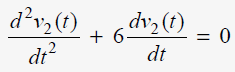 d²v₂(t)/dt² + 6 dv₂(t)/dt = 0